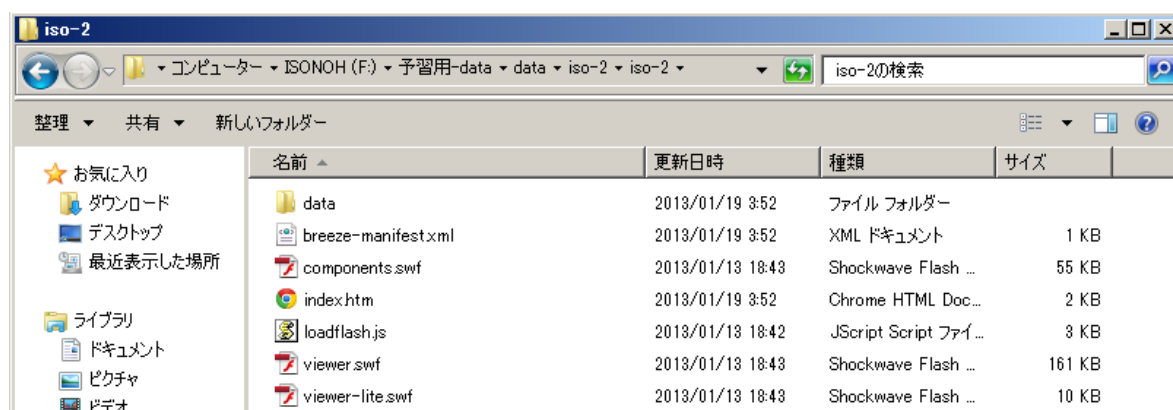 iso-2
コンピューター ISONOH (F:) 予習用-data data iso-2 iso-2 iso-2の検索
整理 共有 新しいフォルダー
名前 更新日時 種類 サイズ
お気に入り
ダウンロード
デスクトップ
最近表示した場所
ライブラリ
ドキュメント
ピクチャ
ビデオ
data 2013/01/19 3:52 ファイル フォルダー
breeze-manifest.xml 2013/01/19 3:52 XML ドキュメント 1 KB
components.swf 2013/01/13 18:43 Shockwave Flash ... 55 KB
index.htm 2013/01/19 3:52 Chrome HTML Doc... 2 KB
loadflash.js 2013/01/13 18:42 JScript Script ファイ... 3 KB
viewer.swf 2013/01/13 18:43 Shockwave Flash ... 161 KB
viewer-lite.swf 2013/01/13 18:43 Shockwave Flash ... 10 KB